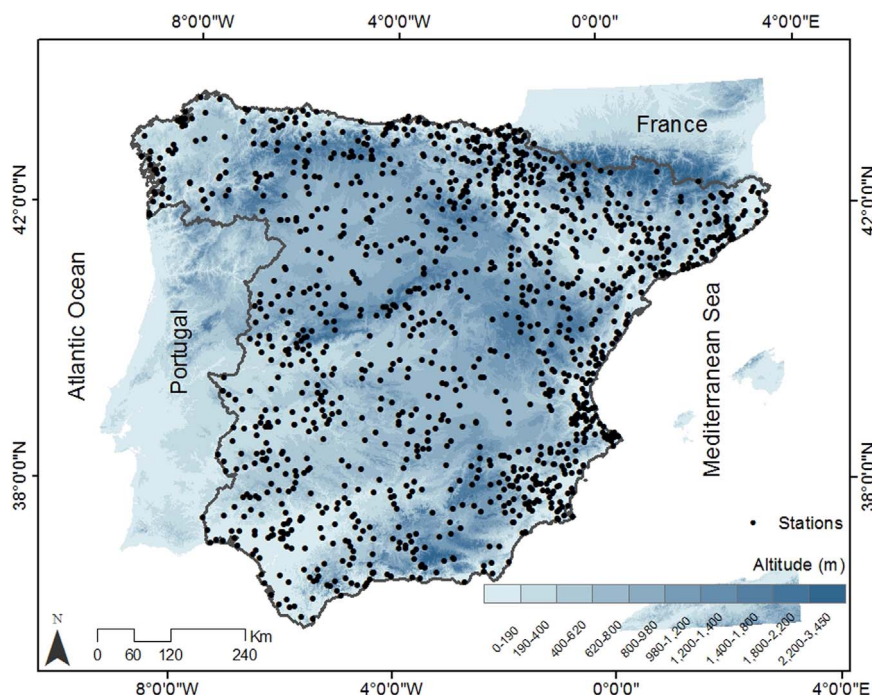 8°0'0"W 4°0'0"W 0°0'0" 4°0'0"E
France
42°0'0"N
42°0'0"N
Atlantic Ocean
Portugal
Mediterranean Sea
38°0'0"N
38°0'0"N
Stations
Altitude (m)
0-190
190-400
400-620
620-800
800-980
980-1.200
1.200-1.400
1.400-1.800
1.800-2.200
2.200-3.450
N
Km
0 60 120 240
8°0'0"W 4°0'0"W 0°0'0" 4°0'0"E